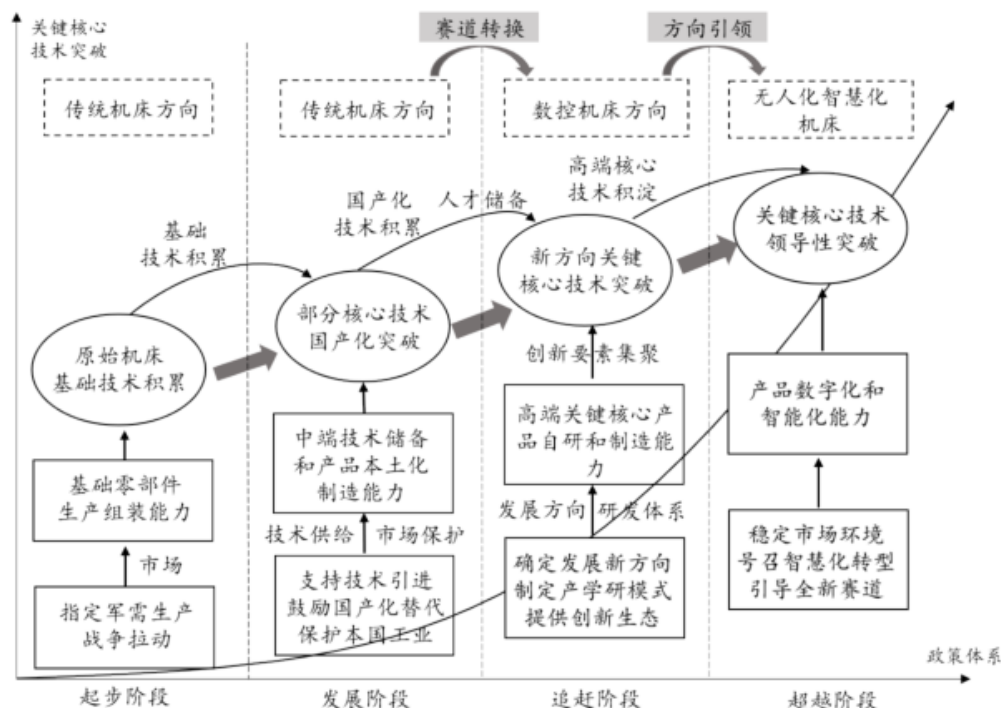 关键核心
技术突破
赛道转换
方向引领
传统机床方向
传统机床方向
数控机床方向
无人化智慧化
机床
基础
技术积累
国产化
技术积累
人才储备
高端核心
技术积淀
原始机床
基础技术积累
部分核心技术
国产化突破
新方向关键
核心技术突破
关键核心技术
领导性突破
创新要素集聚
基础零部件
生产组装能力
中端技术储备
和产品本土化
制造能力
高端关键核心产
品自研和制造能
力
产品数字化和
智能化能力
市场
技术供给
市场保护
发展方向
研发体系
指定军需生产
战争拉动
支持技术引进
鼓励国产化替代
保护本国工业
确定发展新方向
制定产学研模式
提供创新生态
稳定市场环境
号召智慧化转型
引导全新赛道
政策体系
起步阶段
发展阶段
追赶阶段
超越阶段